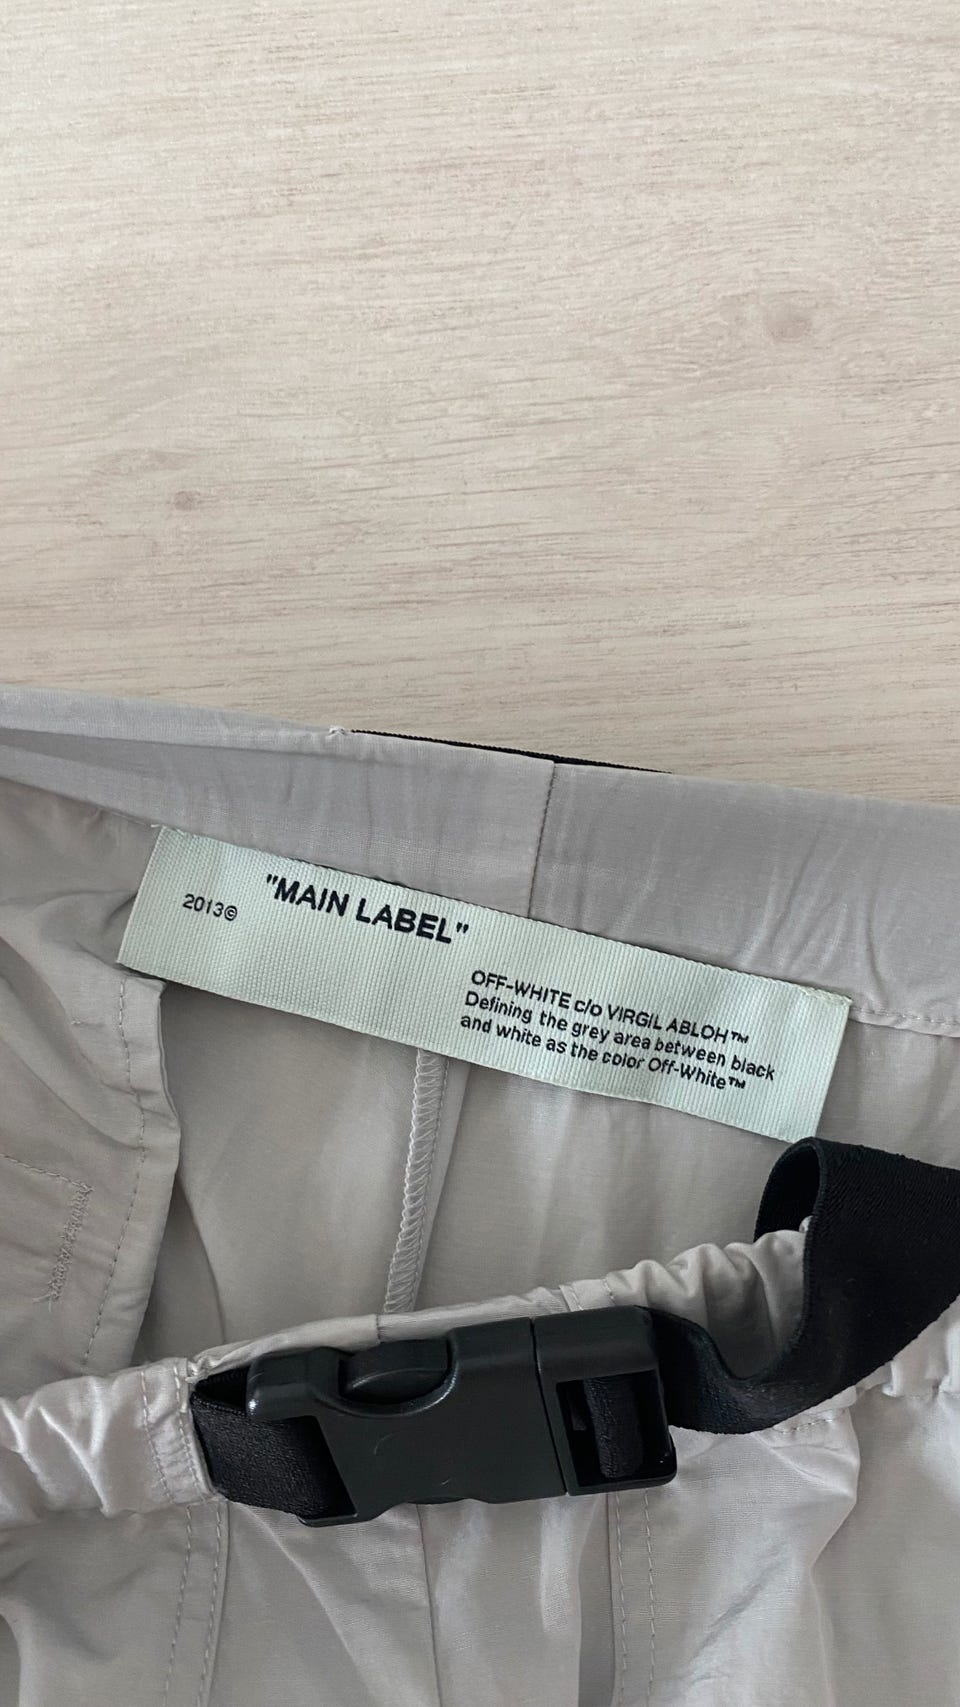 2013©
"MAIN LABEL"
OFF-WHITE c/o VIRGIL ABLOH™
Defining the grey area between black
and white as the color Off-White™